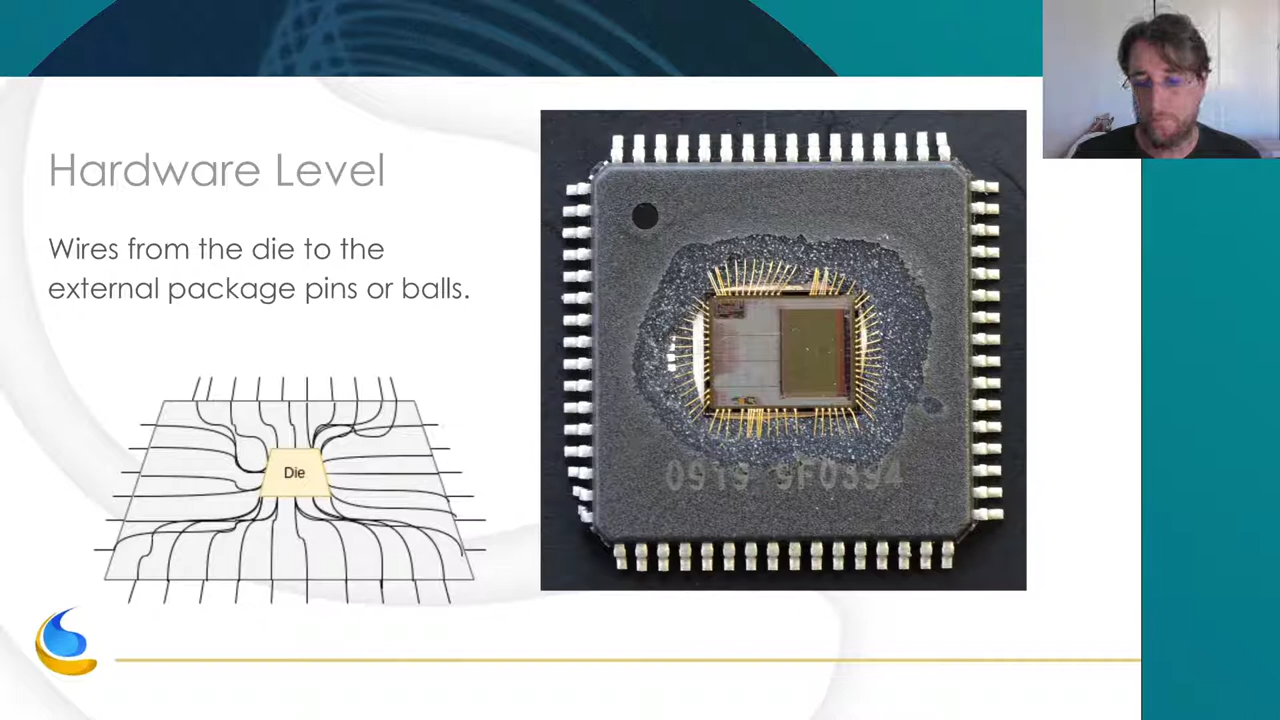 Hardware Level
Wires from the die to the
external package pins or balls.
Die